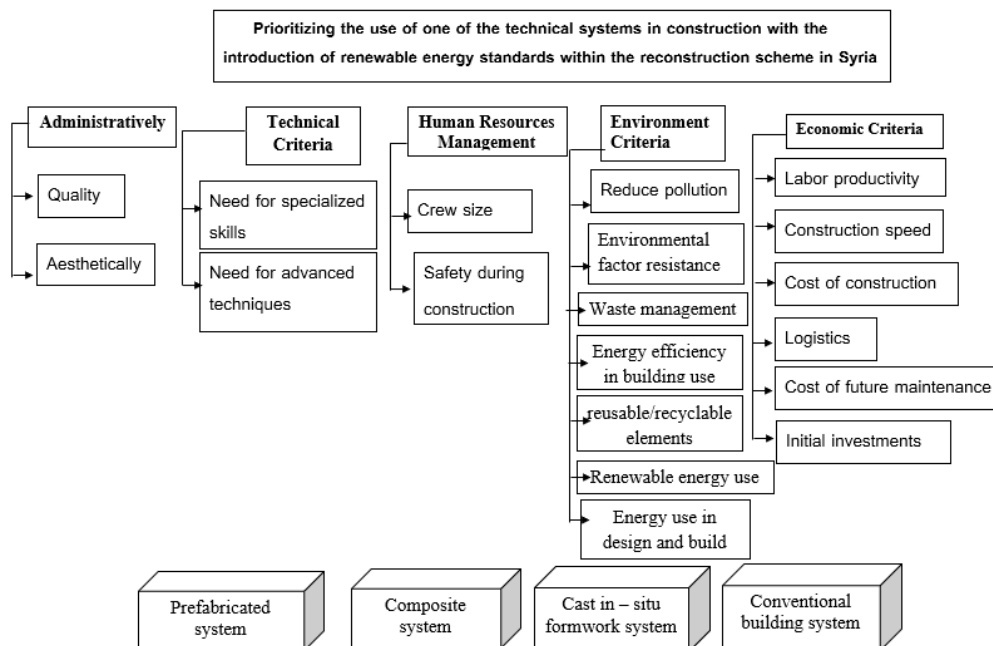 Prioritizing the use of one of the technical systems in construction with the
introduction of renewable energy standards within the reconstruction scheme in Syria
Administratively
Quality
Aesthetically
Technical
Criteria
Need for specialized
skills
Need for advanced
techniques
Human Resources
Management
Crew size
Safety during
construction
Environment
Criteria
Reduce pollution
Environmental
factor resistance
Waste management
Energy efficiency
in building use
reusable/recyclable
elements
Renewable energy use
Energy use in
design and build
Economic Criteria
Labor productivity
Construction speed
Cost of construction
Logistics
Cost of future maintenance
Initial investments
Prefabricated
system
Composite
system
Cast in – situ
formwork system
Conventional
building system